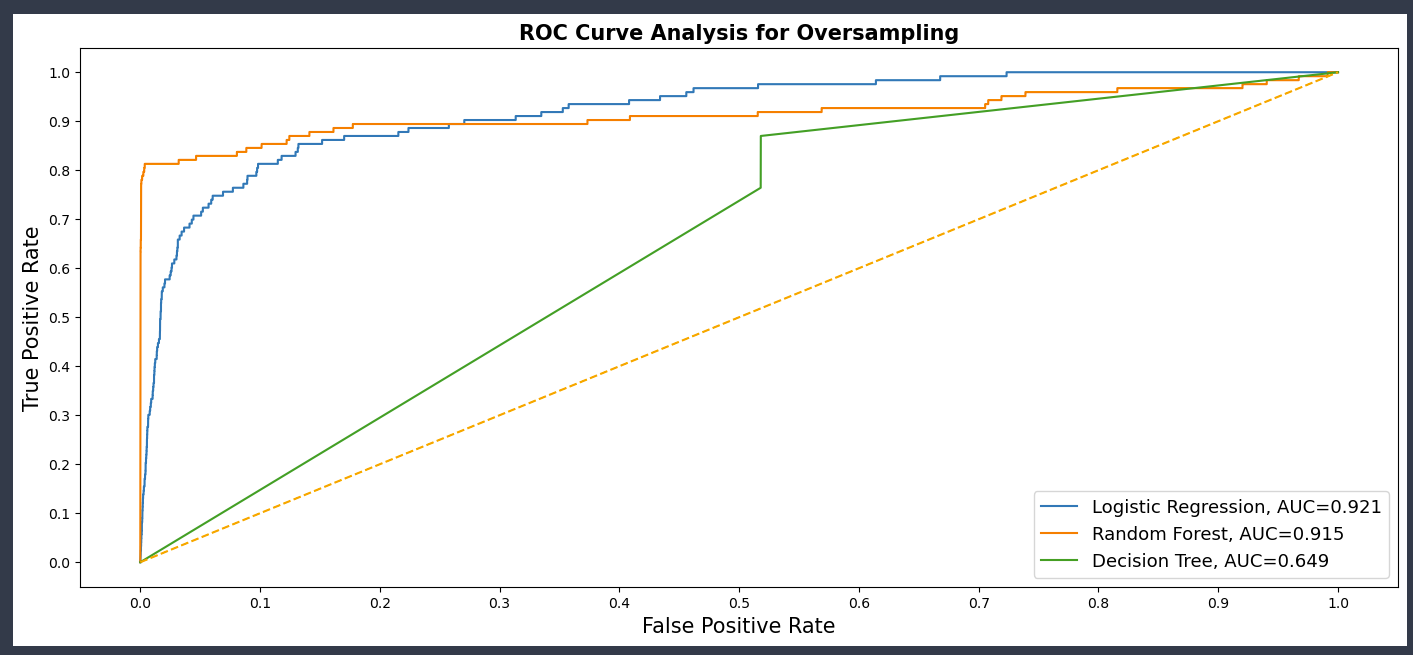 ROC Curve Analysis for Oversampling
1.0
0.9
0.8
0.7
0.6
0.5
0.4
0.3
0.2
0.1
0.0
True Positive Rate
Logistic Regression, AUC=0.921
Random Forest, AUC=0.915
Decision Tree, AUC=0.649
0.0 0.1 0.2 0.3 0.4 0.5 0.6 0.7 0.8 0.9 1.0
False Positive Rate